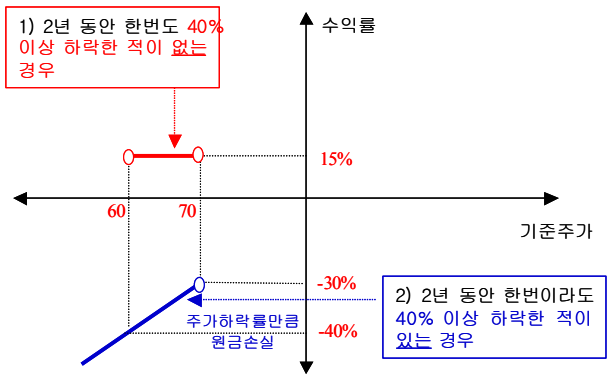 1) 2년 동안 한번도 40%
이상 하락한 적이 없는
경우
수익률
15%
60
70
기준주가
-30%
주가하락률만큼
원금손실
-40%
2) 2년 동안 한번이라도
40% 이상 하락한 적이
있는 경우